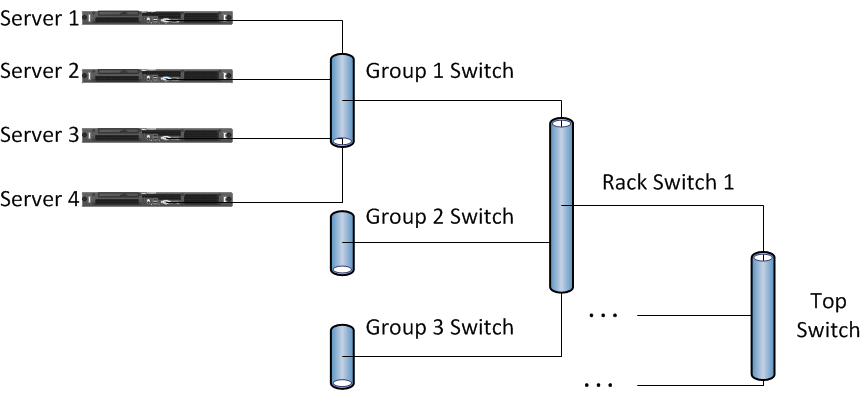 Server 1
Server 2
Server 3
Server 4
Group 1 Switch
Group 2 Switch
Group 3 Switch
Rack Switch 1
...
...
Top
Switch